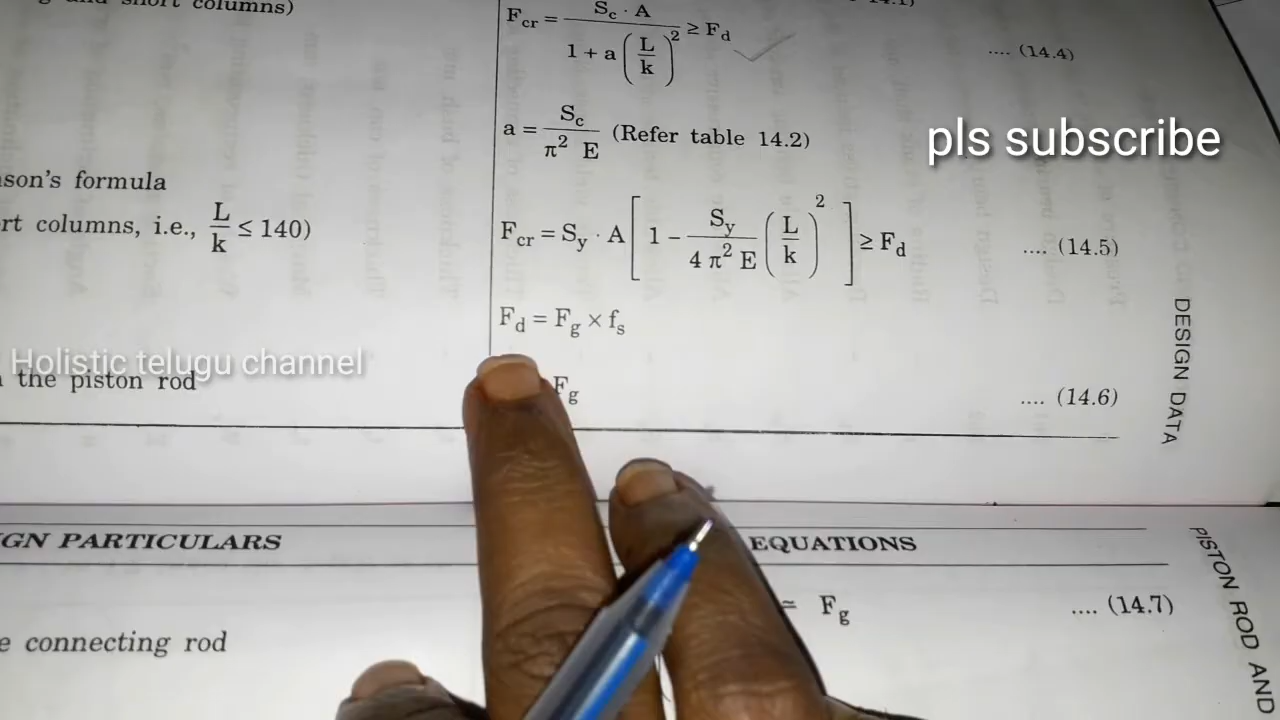 and short columns)
F_cr = S_c · A / (1 + a (L/k)^2) ≥ F_d .... (14.4)
a = S_c / (π^2 E) (Refer table 14.2)
pls subscribe
son's formula
rt columns, i.e., L/k ≤ 140)
F_cr = S_y · A [1 - S_y / (4 π^2 E) (L/k)^2] ≥ F_d .... (14.5)
F_d = F_g × f_s
Holistic telugu channel
the piston rod
F_g .... (14.6)
DESIGN DATA
GN PARTICULARS
EQUATIONS
≃ F_g .... (14.7)
connecting rod
PISTON ROD AND